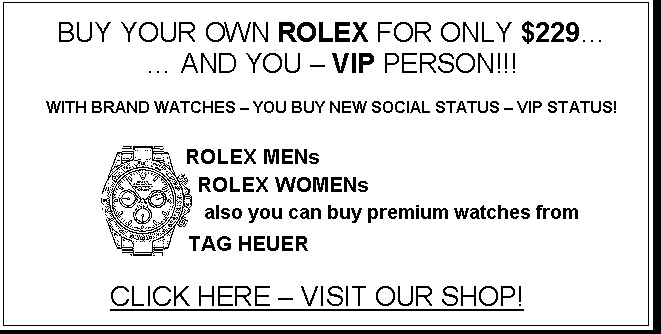 BUY YOUR OWN ROLEX FOR ONLY $229...
... AND YOU – VIP PERSON!!!
WITH BRAND WATCHES – YOU BUY NEW SOCIAL STATUS – VIP STATUS!
ROLEX MENs
ROLEX WOMENs
also you can buy premium watches from
TAG HEUER
CLICK HERE – VISIT OUR SHOP!